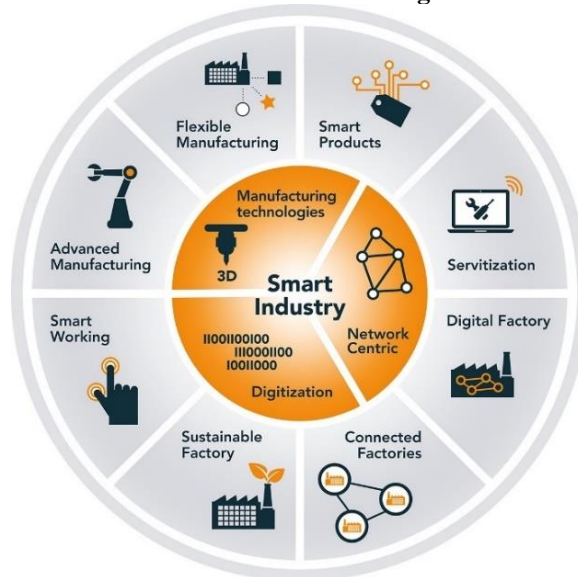 Flexible
Manufacturing
Smart
Products
Advanced
Manufacturing
Manufacturing
technologies
3D
Servitization
Smart
Industry
Network
Centric
Smart
Working
Digital Factory
11001100100
1110001100
10011000
Digitization
Sustainable
Factory
Connected
Factories